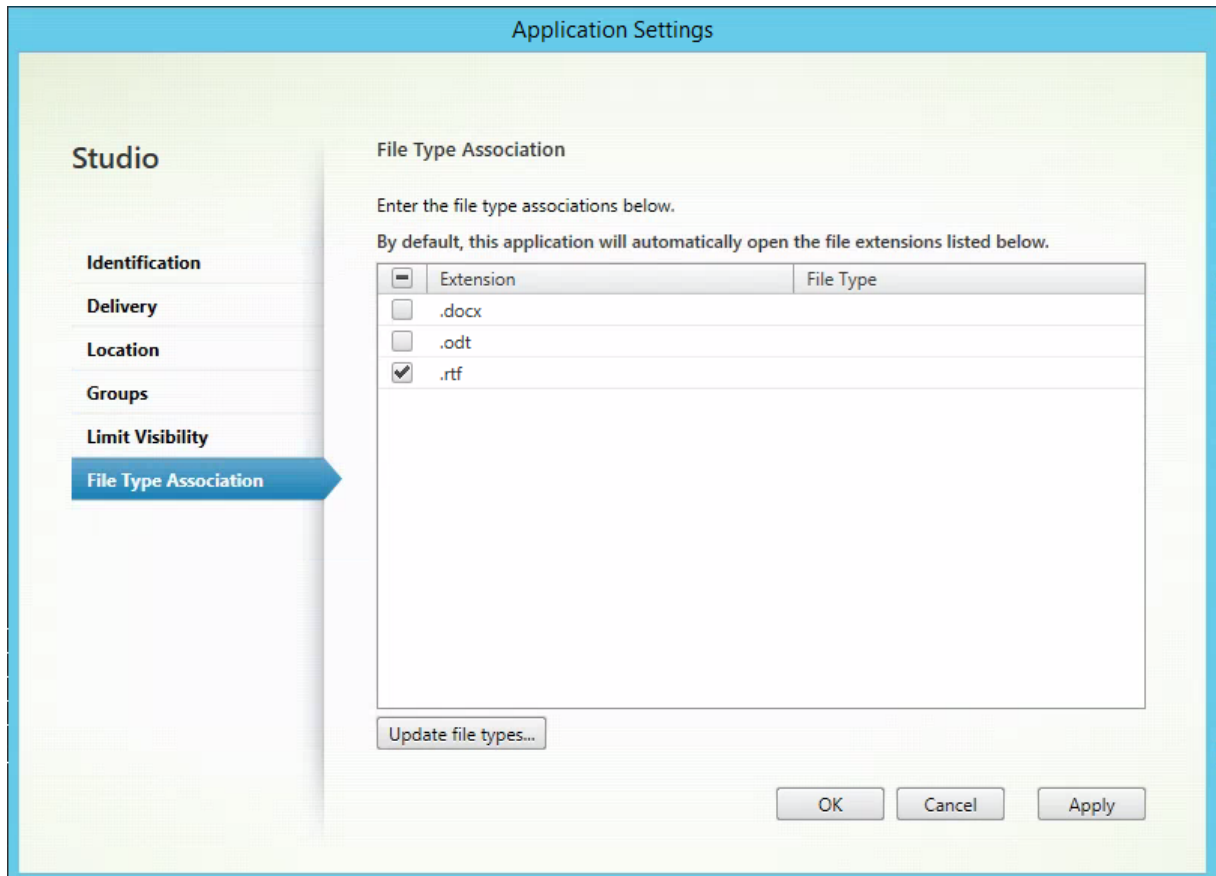 Application Settings
Studio
Identification
Delivery
Location
Groups
Limit Visibility
File Type Association
File Type Association
Enter the file type associations below.
By default, this application will automatically open the file extensions listed below.
Extension File Type
.docx
.odt
.rtf
Update file types...
OK Cancel Apply